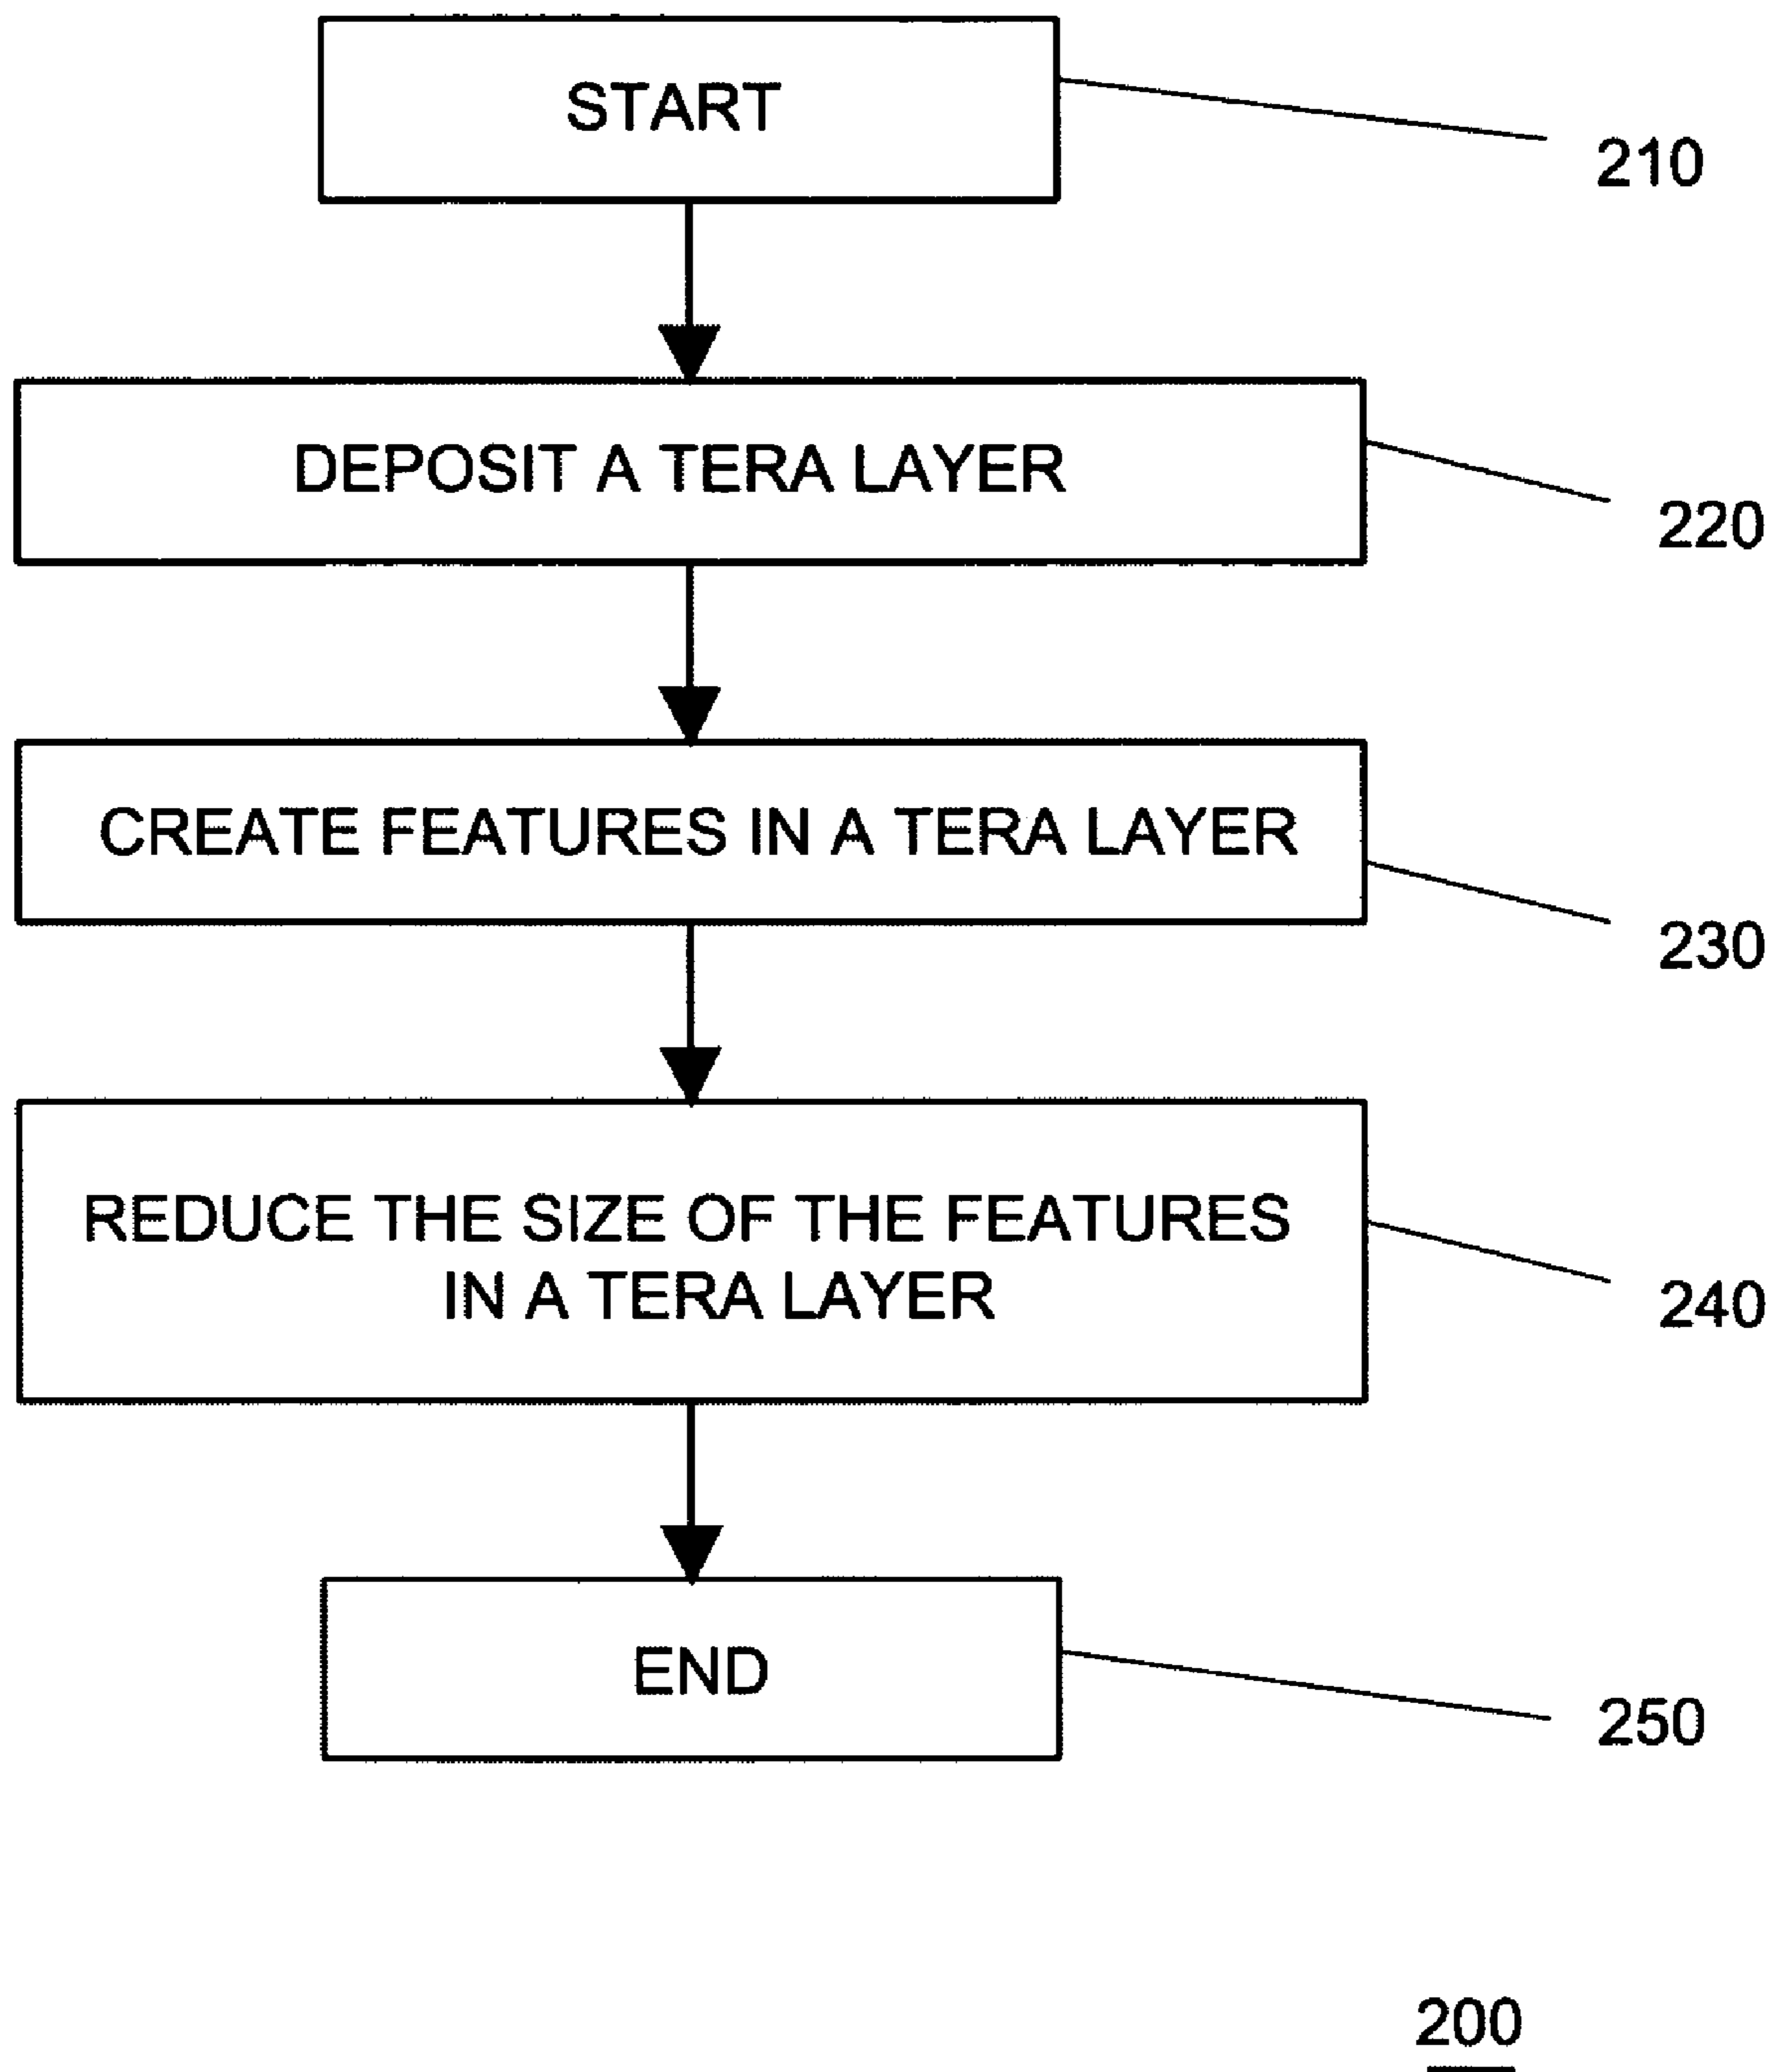 START
210
DEPOSIT A TERA LAYER
220
CREATE FEATURES IN A TERA LAYER
230
REDUCE THE SIZE OF THE FEATURES
IN A TERA LAYER
240
END
250
200